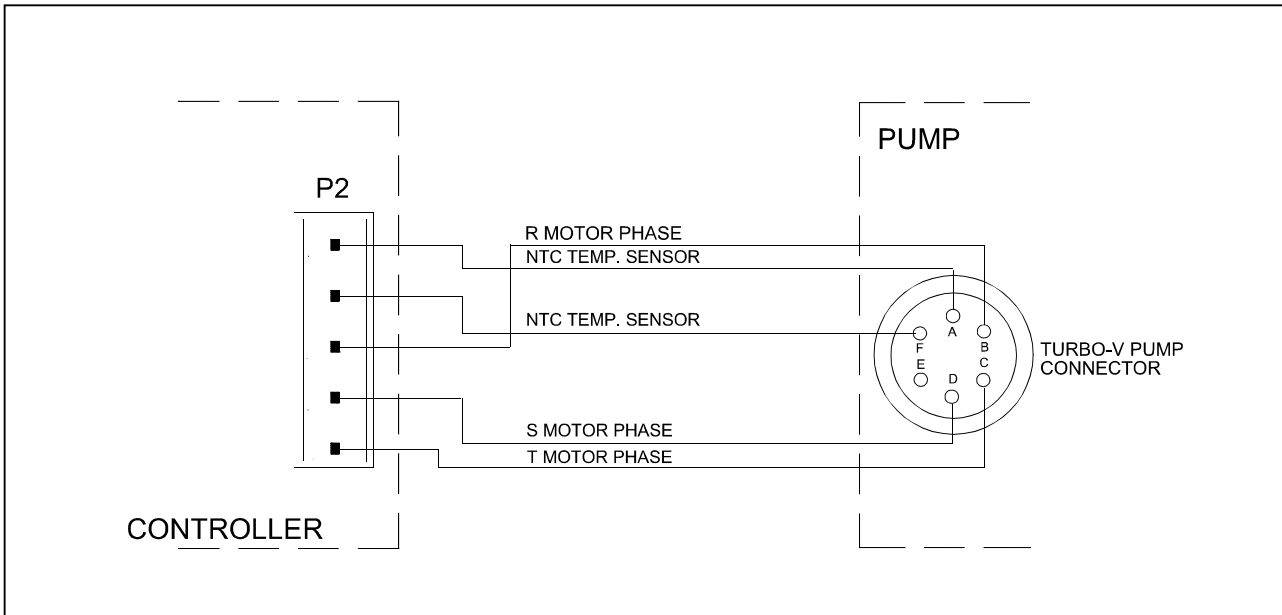 PUMP
P2
R MOTOR PHASE
NTC TEMP. SENSOR
NTC TEMP. SENSOR
A
F
B
E
D
C
TURBO-V PUMP
CONNECTOR
S MOTOR PHASE
T MOTOR PHASE
CONTROLLER